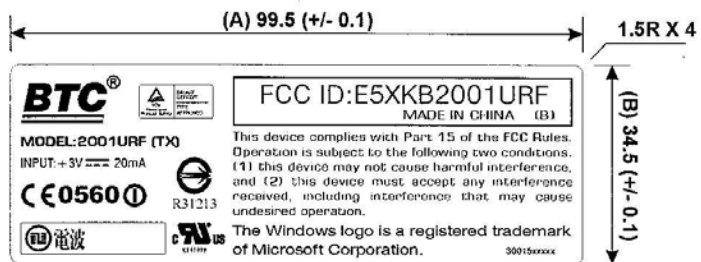 (A) 99.5 (+/- 0.1)
1.5R X 4
BTC®
FCC ID:E5XKB2001URF
MADE IN CHINA (B)
MODEL:2001URF (TX)
INPUT:+3V 20mA
CE0560
R31213
電波
C US
This device complies with Part 15 of the FCC Rules.
Operation is subject to the following two conditions.
(1) this device may not cause harmful interference,
and (2) this device must accept any interference
received, including interference that may cause
undesired operation.
The Windows logo is a registered trademark
of Microsoft Corporation.
30015xxxxx
(B) 34.5 (+/- 0.1)